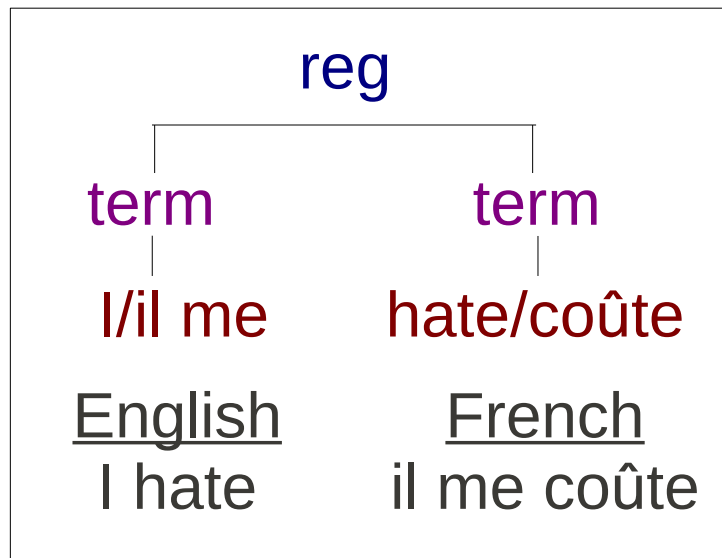 reg
term term
I/il me hate/coûte
English French
I hate il me coûte